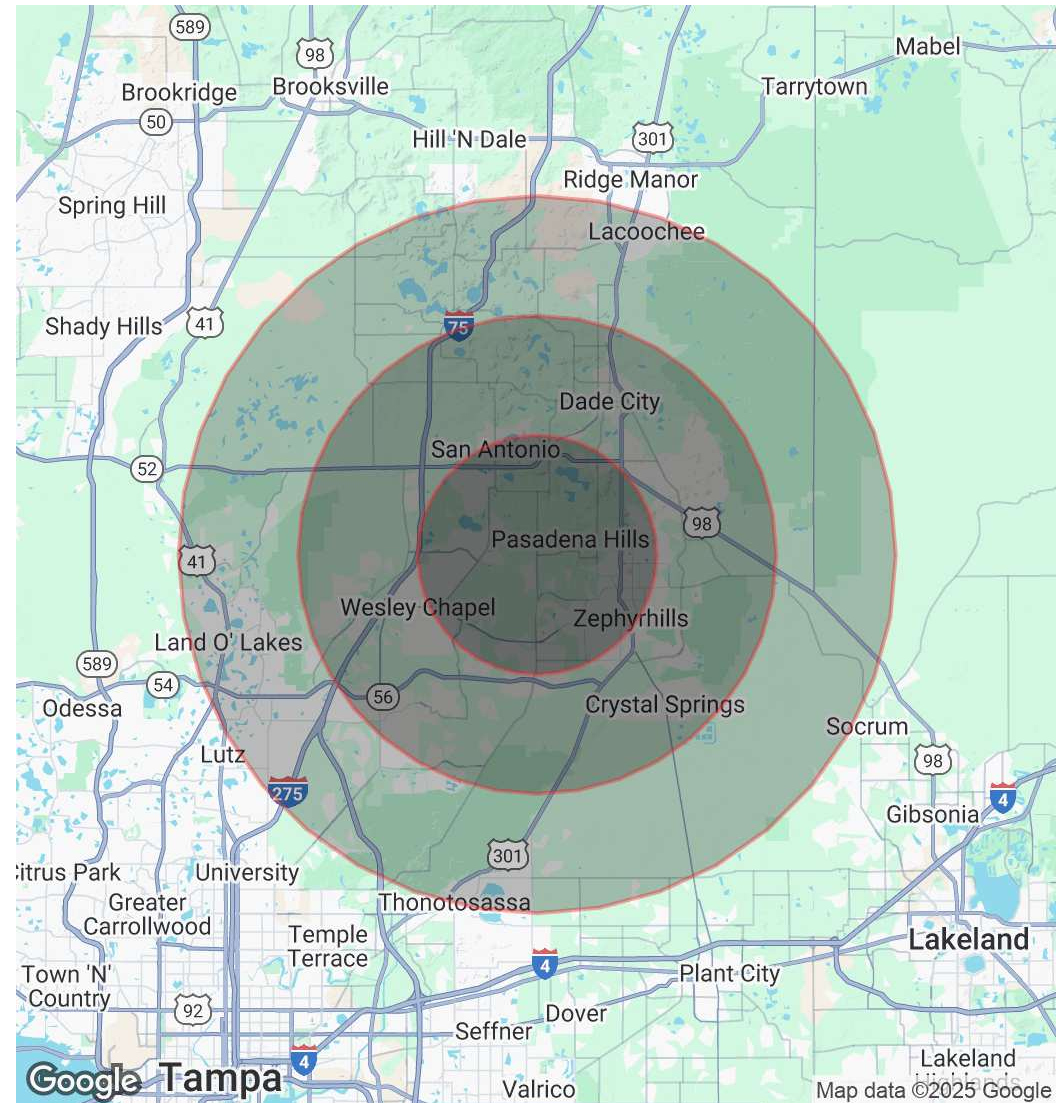 589
Mabel
98
Tarrytown
Brookridge
Brooksville
50
Hill 'N Dale
301
Ridge Manor
Spring Hill
Lacoochee
Shady Hills
41
75
Dade City
San Antonio
52
98
Pasadena Hills
41
Wesley Chapel
Zephyrhills
Land O' Lakes
589
54
56
Odessa
Crystal Springs
Socrum
Lutz
98
275
4
Gibsonia
301
Citrus Park
University
Thonotosassa
Greater
Carrollwood
Temple
Terrace
Lakeland
4
Town 'N'
Country
Plant City
92
Dover
Seffner
4
Lakeland
Highlands
Google
Tampa
Valrico
Map data ©2025 Google